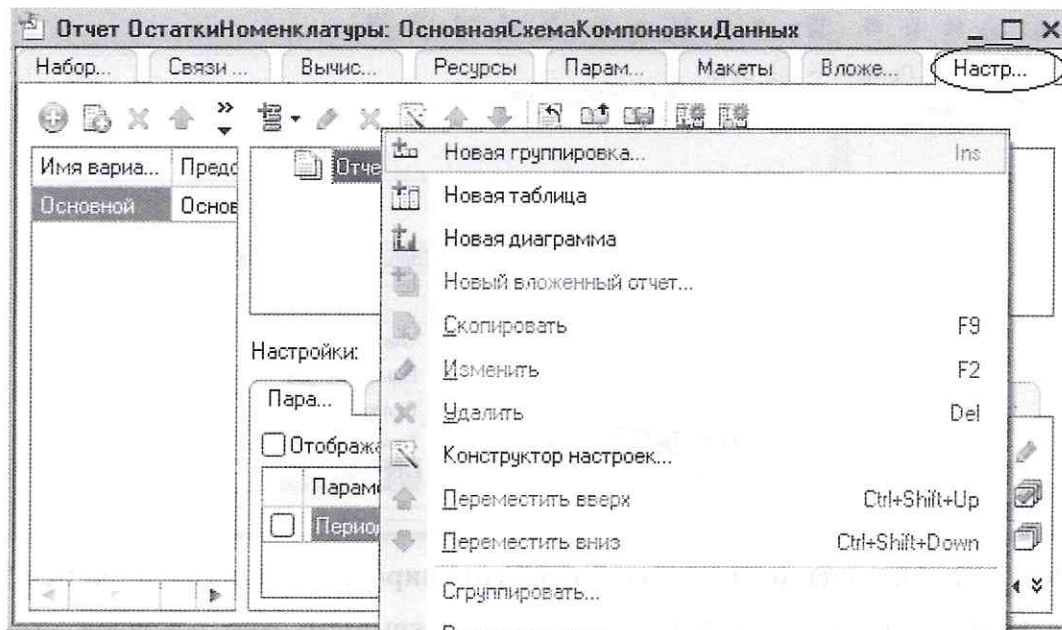 Отчет ОстаткиНоменклатуры: ОсновнаяСхемаКомпоновкиДанных
Набор... Связи ... Вычис... Ресурсы Парам... Макеты Вложе... Настр...
Имя вариа... Предс
Основной Основ
Отче
Новая группировка... Ins
Новая таблица
Новая диаграмма
Новый вложенный отчет...
Скопировать F9
Изменить F2
Удалить Del
Конструктор настроек...
Переместить вверх Ctrl+Shift+Up
Переместить вниз Ctrl+Shift+Down
Сгруппировать...
Настройки:
Пара...
Отобража
Параме
Период